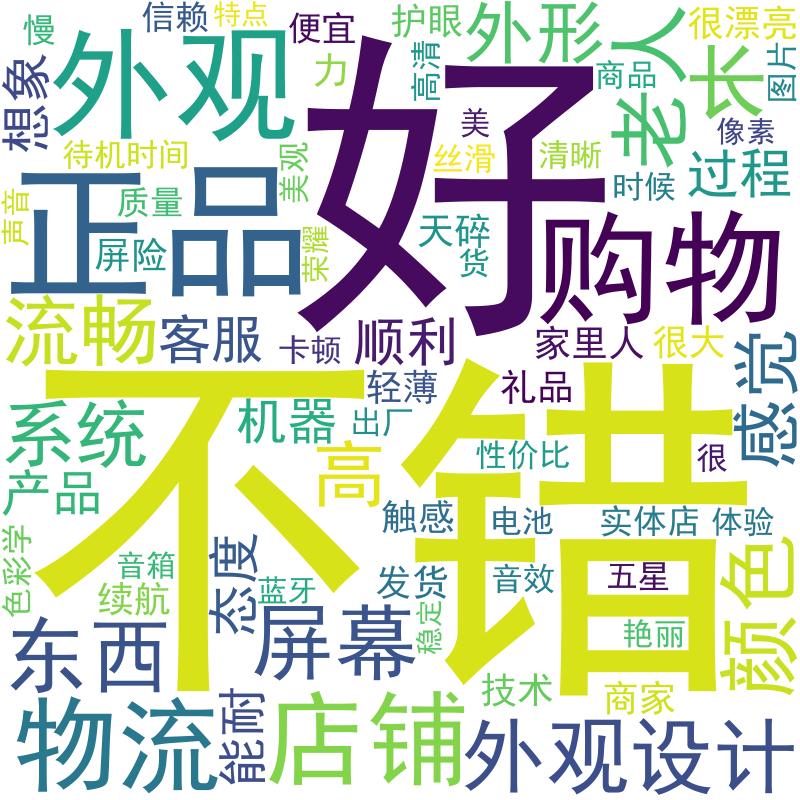 慢
信赖
特点
便宜
护眼
外形
老人
很漂亮
想象
外观
力
好
高清
商品
长
图片
待机时间
美观
美
丝滑
清晰
像素
声音
正品
质量
时候
过程
屏险
荣耀
天碎
货
购物
流畅
客服
卡顿
顺利
家里人
很大
感觉
不错
轻薄
礼品
系统
机器
出厂
高
性价比
很
产品
触感
电池
实体店
体验
色彩学
态度
音箱
蓝牙
续航
发货
音效
五星
颜色
稳定
艳丽
东西
屏幕
技术
商家
物流
能耐
店铺
外观设计